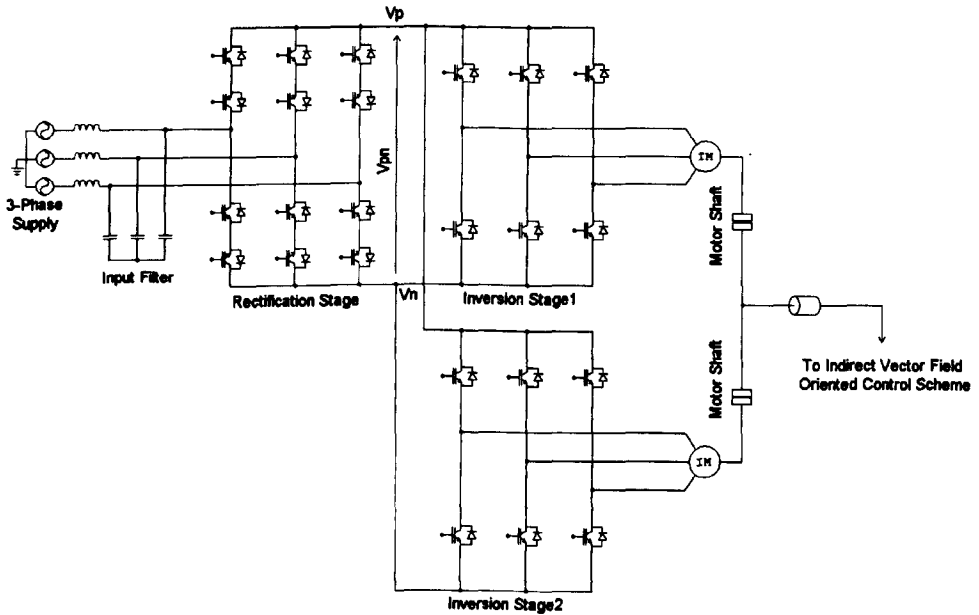 Vp
Vpn
3-Phase
Supply
Input Filter
Rectification Stage
Vn
Inversion Stage1
IM
Motor Shaft
Motor Shaft
To Indirect Vector Field
Oriented Control Scheme
IM
Inversion Stage2